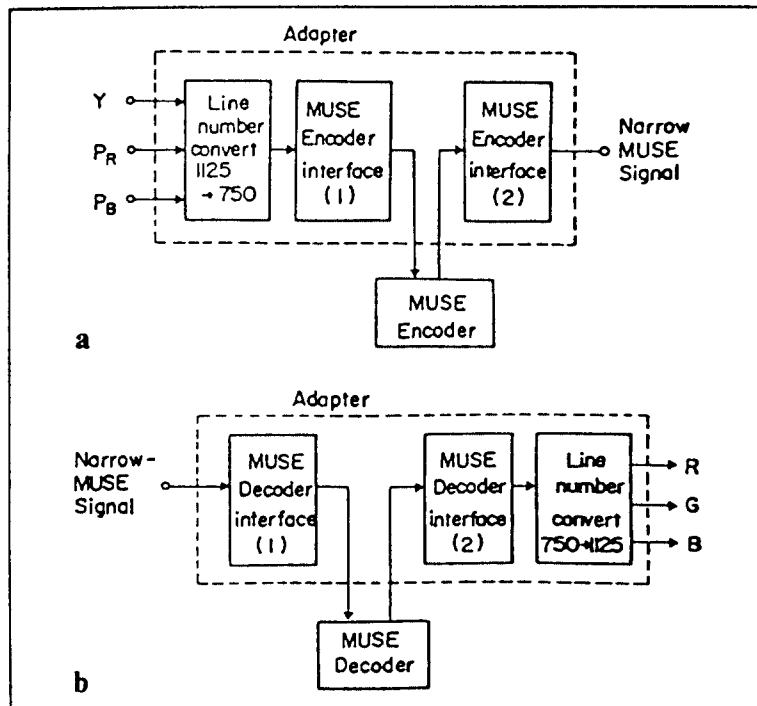 Adapter
Y
P_R
P_B
Line
number
convert
1125
→ 750
MUSE
Encoder
interface
(1)
MUSE
Encoder
interface
(2)
Narrow
MUSE
Signal
MUSE
Encoder
a
Adapter
Narrow-
MUSE
Signal
MUSE
Decoder
interface
(1)
MUSE
Decoder
interface
(2)
Line
number
convert
750→1125
R
G
B
MUSE
Decoder
b